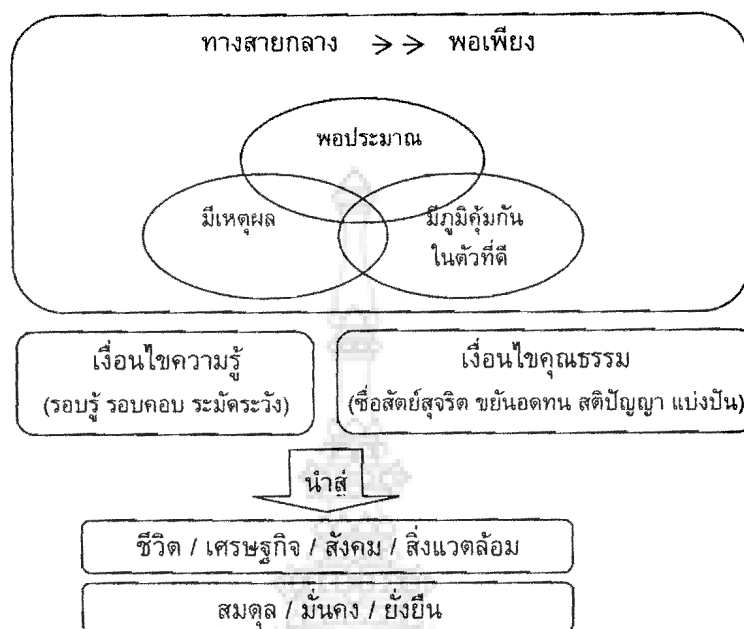 ทางสายกลาง →→ พอเพียง
พอประมาณ
มีเหตุผล
มีภูมิคุ้มกัน
ในตัวที่ดี
เงื่อนไขความรู้
(รอบรู้ รอบคอบ ระมัดระวัง)
เงื่อนไขคุณธรรม
(ซื่อสัตย์สุจริต ขยันอดทน สติปัญญา แบ่งปัน)
นำสู่
ชีวิต / เศรษฐกิจ / สังคม / สิ่งแวดล้อม
สมดุล / มั่นคง / ยั่งยืน